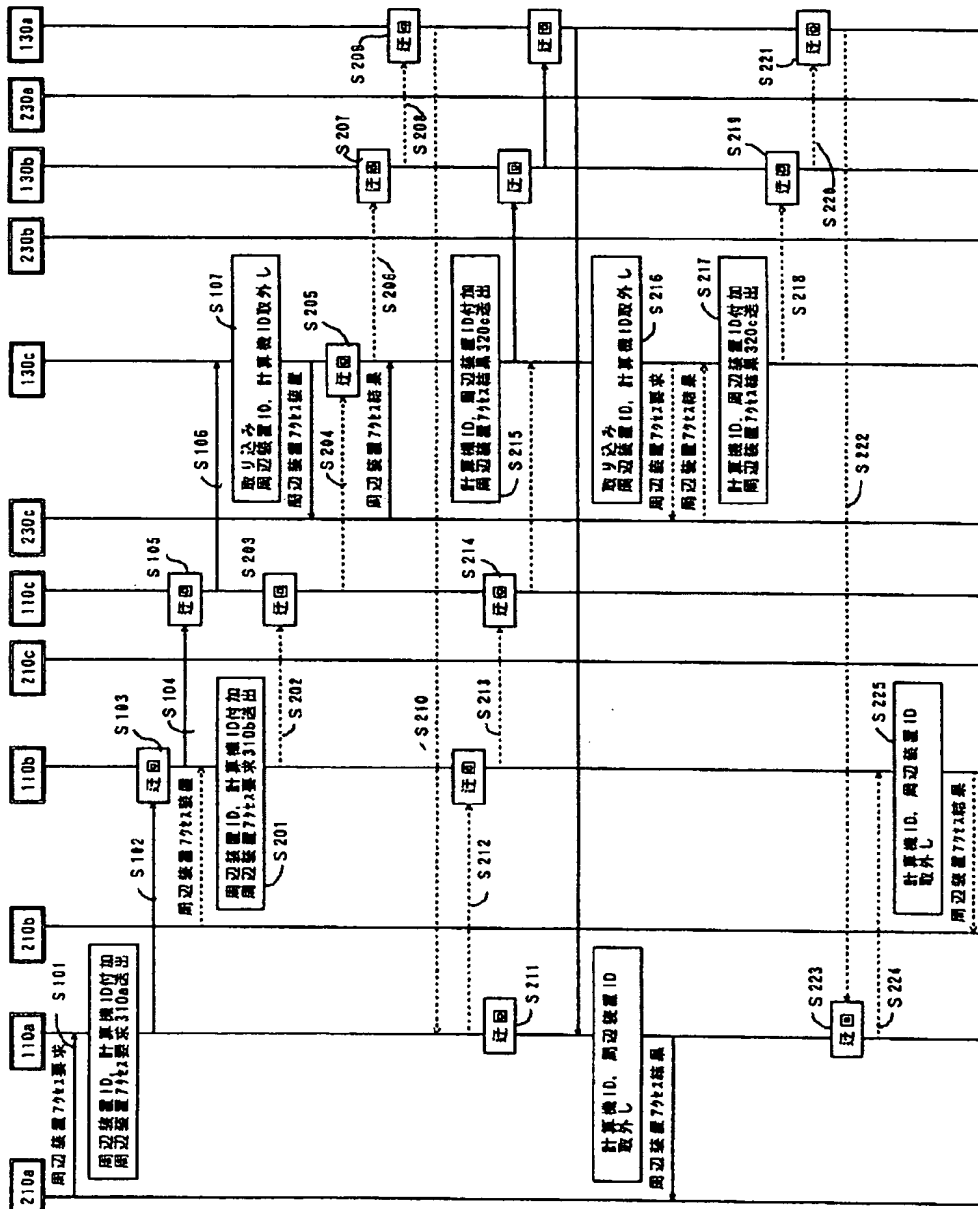 210a
110a
210b
110b
210c
110c
230c
130c
230b
130b
230a
130a
周辺装置アクセス要求
S101
周辺装置ID,計算機ID付加
周辺装置アクセス要求310a送出
S102
迂回
S103
周辺装置アクセス装置
S104
迂回
S105
S106
周辺装置ID,計算機ID付加
周辺装置アクセス要求310b送出
S201
S202
迂回
S203
取り込み
周辺装置ID,計算機ID取外し
S107
周辺装置アクセス装置
S204
迂回
S205
周辺装置アクセス結果
S206
迂回
S207
S208
迂回
S209
S210
迂回
S211
S212
迂回
S213
迂回
S214
計算機ID,周辺装置ID付加
周辺装置アクセス結果320c送出
S215
迂回
迂回
計算機ID,周辺装置ID
取外し
周辺装置アクセス結果
取り込み
周辺装置ID,計算機ID取外し
S216
周辺装置アクセス要求
周辺装置アクセス結果
S217
計算機ID,周辺装置ID付加
周辺装置アクセス結果320c送出
S218
迂回
S219
S220
迂回
S221
S222
迂回
S223
S224
S225
計算機ID,周辺装置ID
取外し
周辺装置アクセス結果